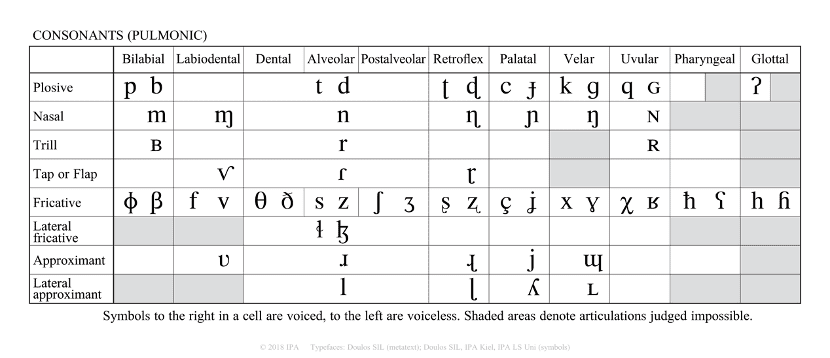 CONSONANTS (PULMONIC)
Bilabial Labiodental Dental Alveolar Postalveolar Retroflex Palatal Velar Uvular Pharyngeal Glottal
Plosive p b t d ʈ ɖ c ɟ k ɡ q ɢ ʔ
Nasal m ɱ n ɳ ɲ ŋ ɴ
Trill ʙ r ʀ
Tap or Flap ⱱ ɾ ɽ
Fricative ɸ β f v θ ð s z ʃ ʒ ʂ ʐ ç ʝ x ɣ χ ʁ ħ ʕ h ɦ
Lateral
fricative ɬ ɮ
Approximant ʋ ɹ ɻ j ɰ
Lateral
approximant l ɭ ʎ ʟ
Symbols to the right in a cell are voiced, to the left are voiceless. Shaded areas denote articulations judged impossible.
© 2018 IPA Typefaces: Doulos SIL (metatext); Doulos SIL, IPA Kiel, IPA LS Uni (symbols)